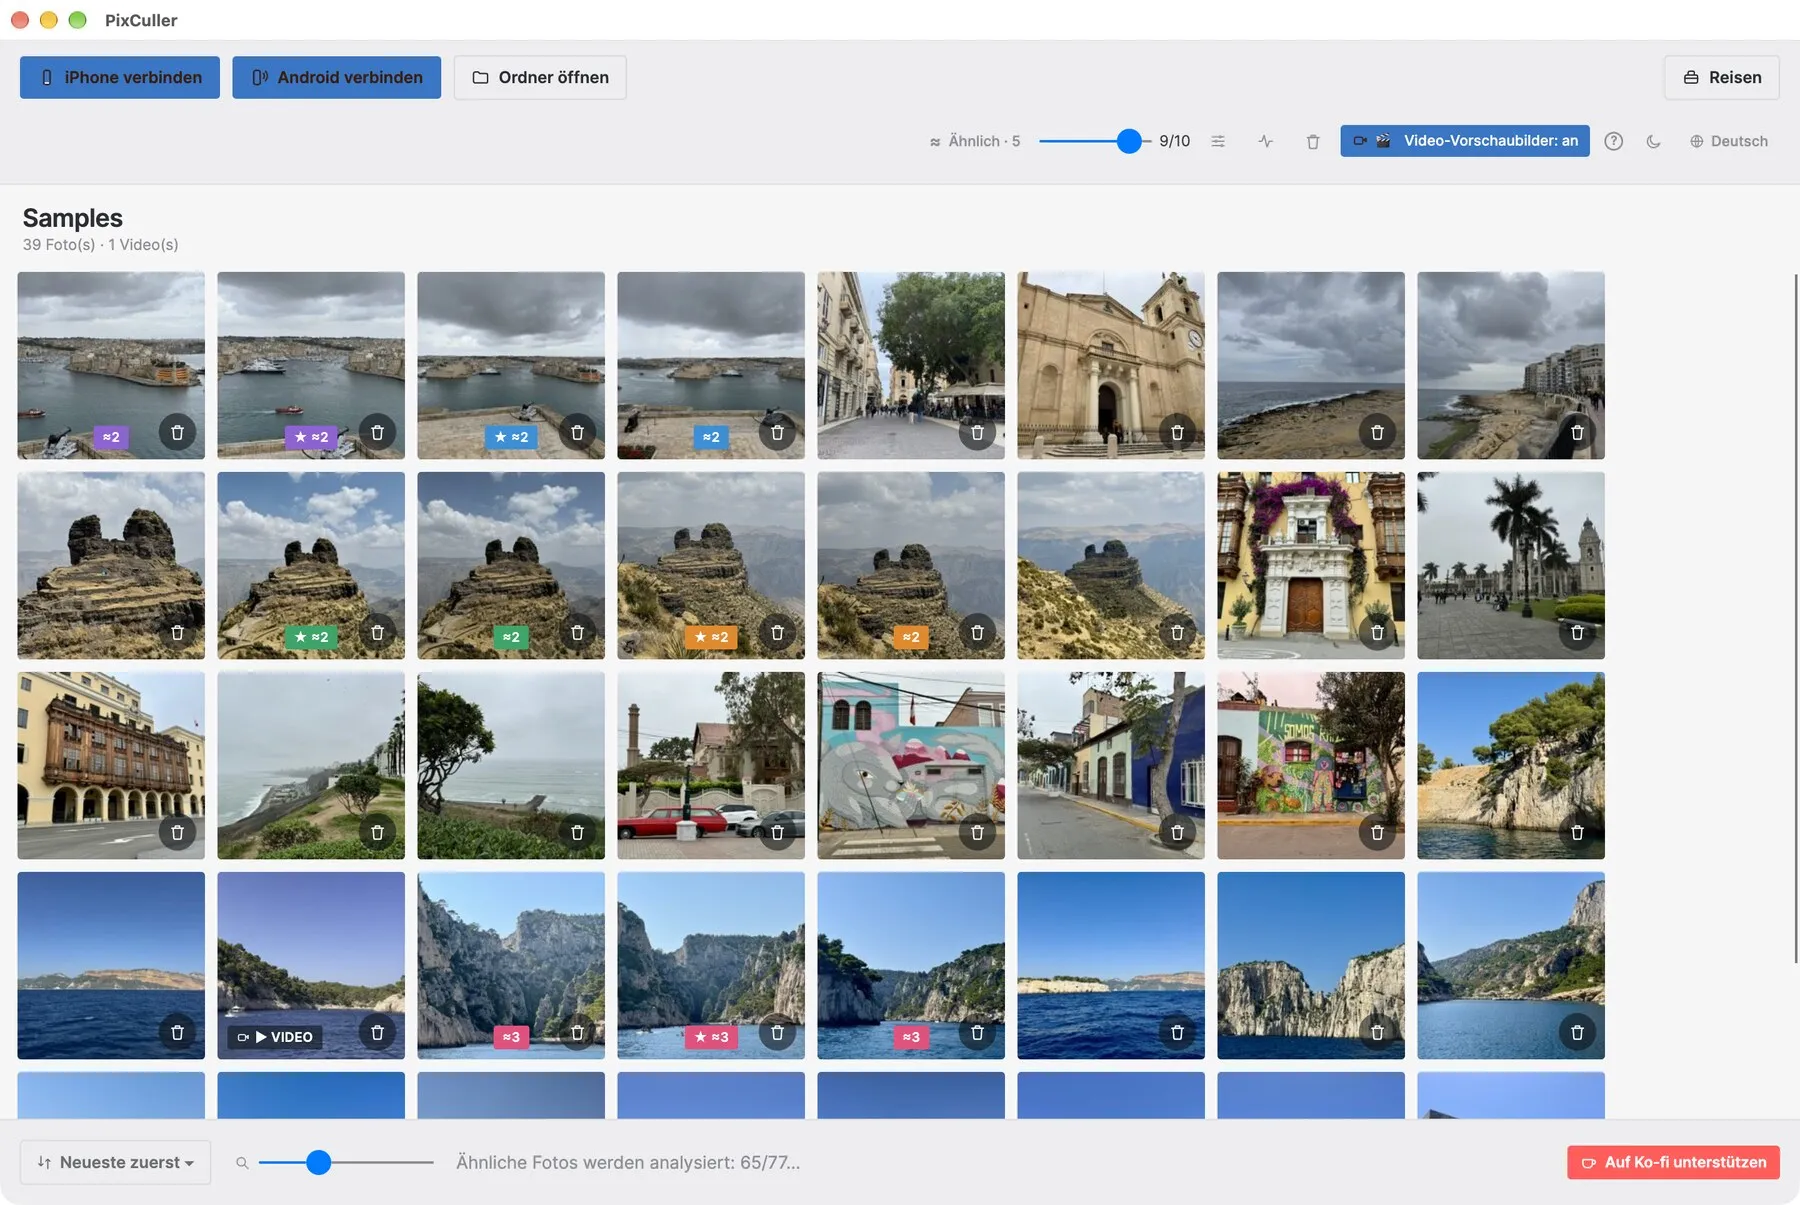 PixCuller
iPhone verbinden
Android verbinden
Ordner öffnen
Reisen
≈ Ähnlich · 5
9/10
Video-Vorschaubilder: an
Deutsch
Samples
39 Foto(s) · 1 Video(s)
≈2
★ ≈2
★ ≈2
≈2
★ ≈2
≈2
★ ≈2
≈2
SOMOS
VIDEO
≈3
★ ≈3
≈3
Neueste zuerst
Ähnliche Fotos werden analysiert: 65/77...
Auf Ko-fi unterstützen